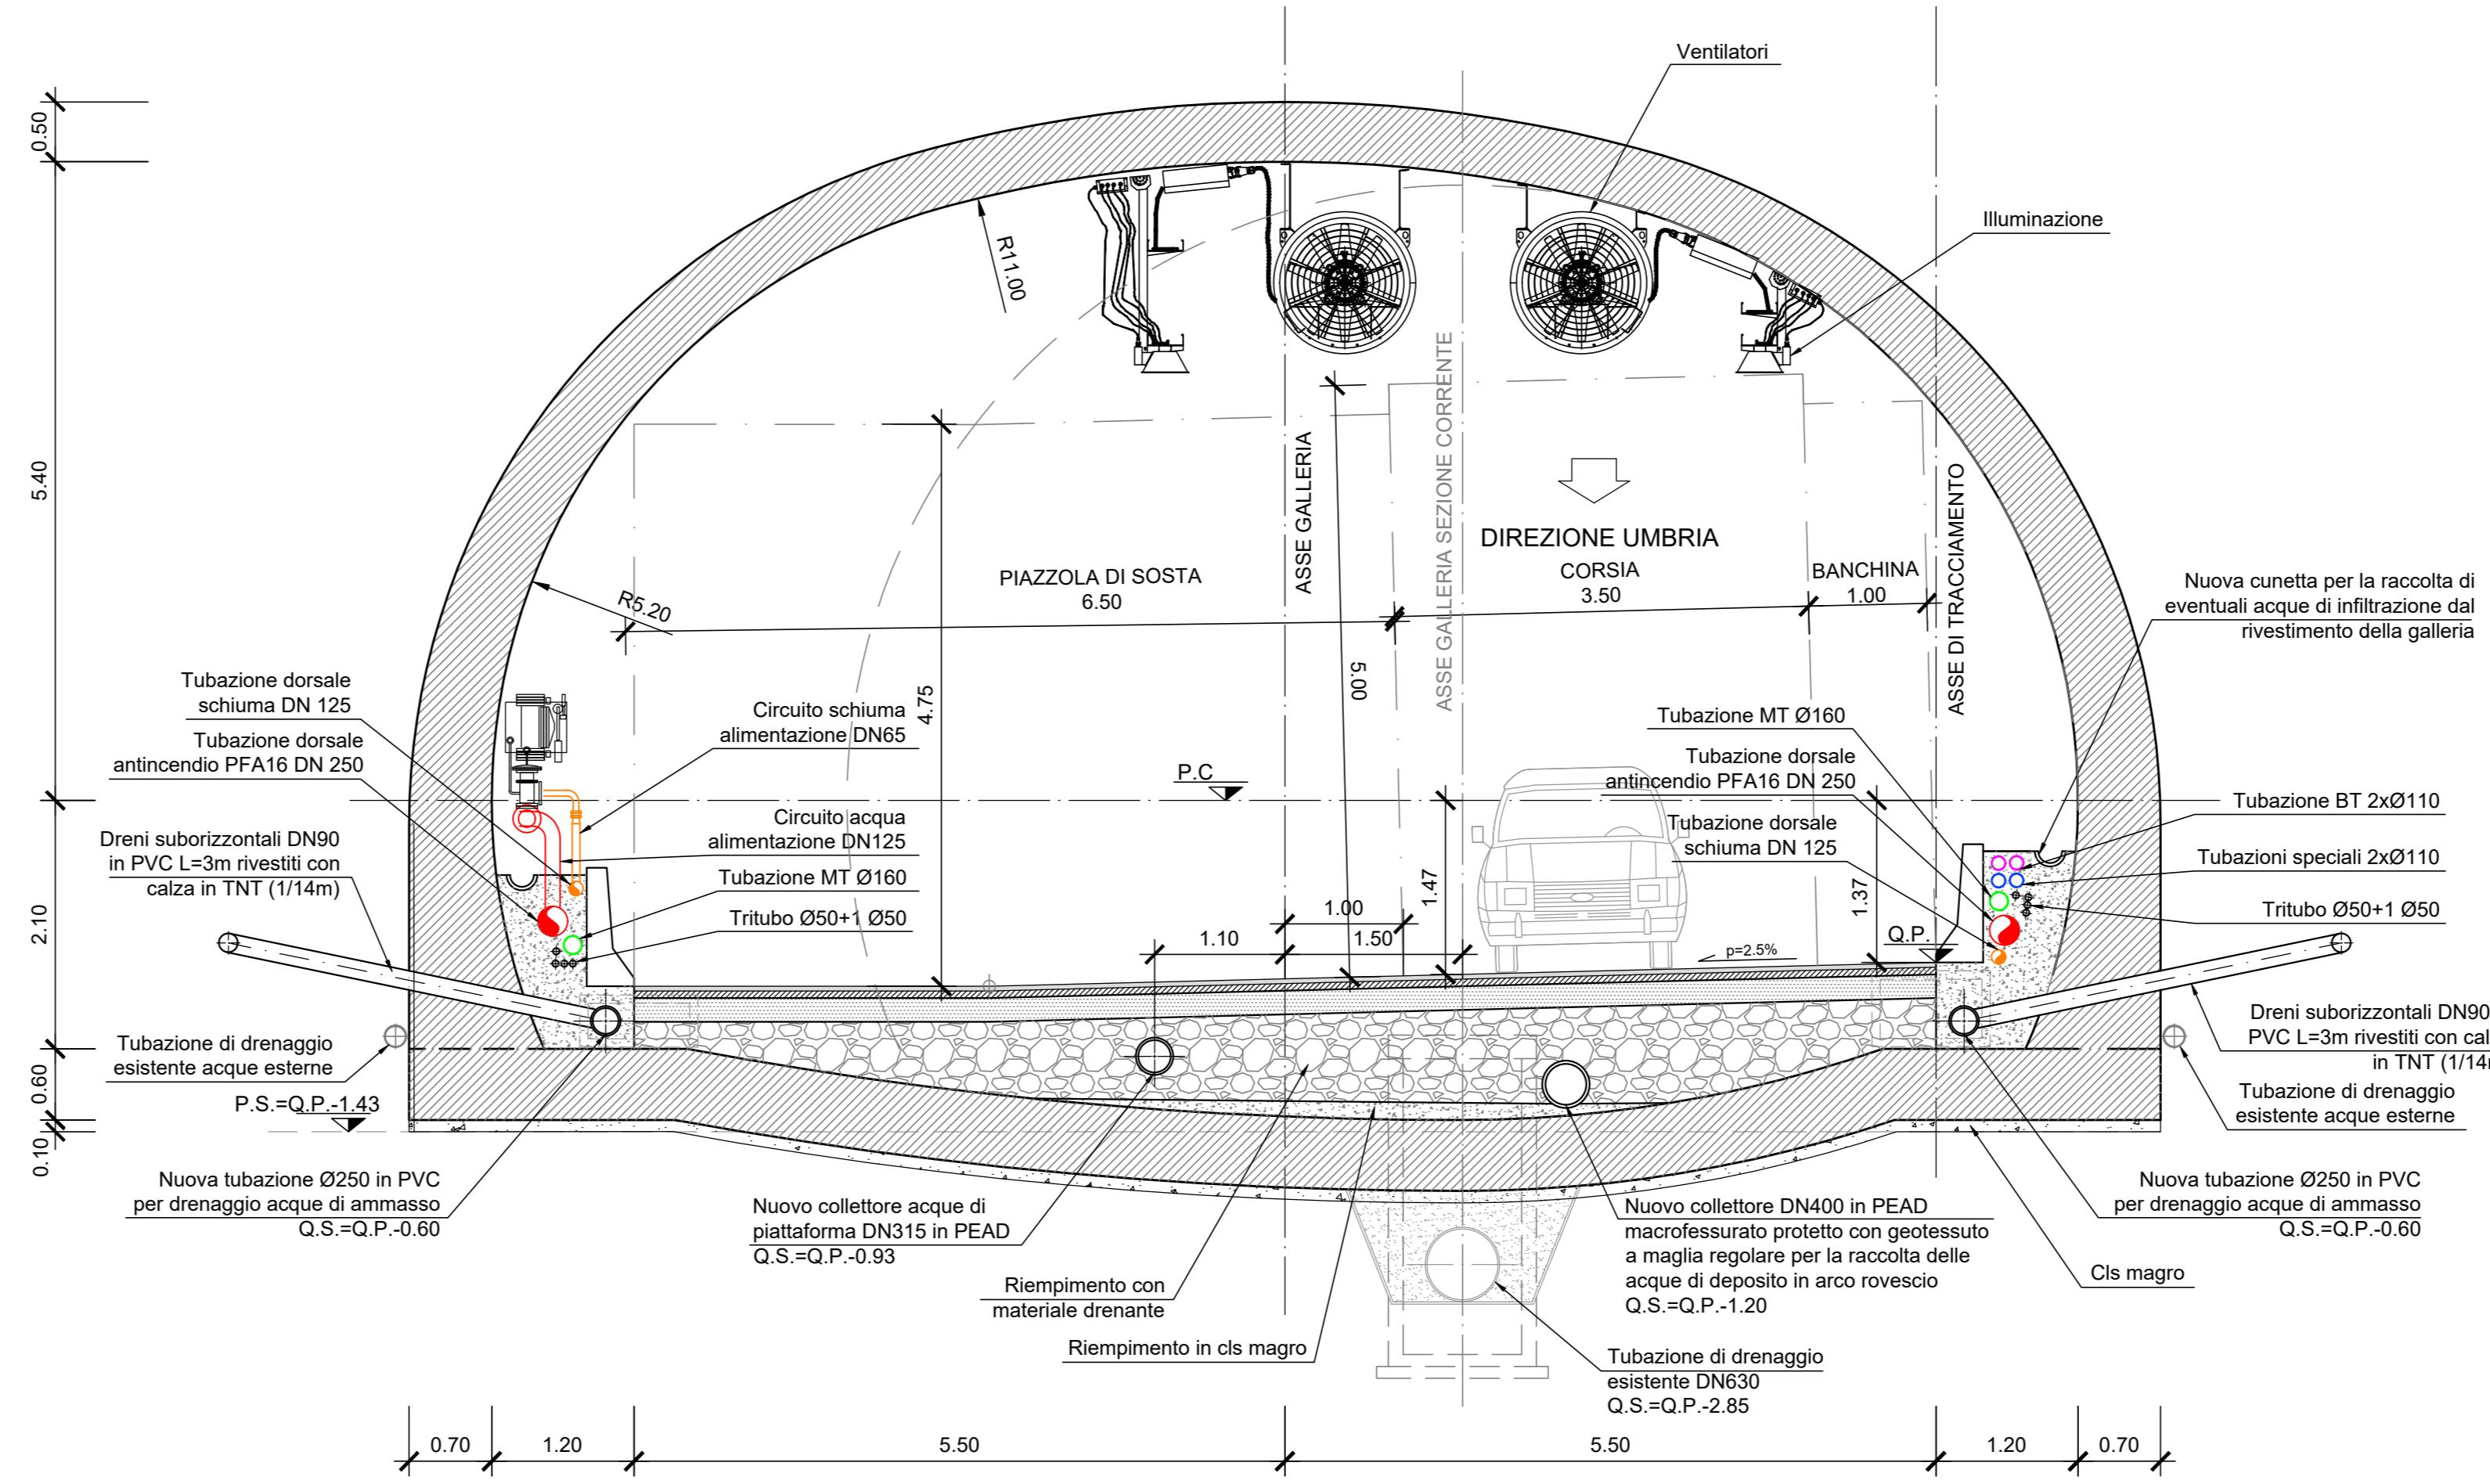 Ventilatori
Illuminazione
0.50
5.40
2.10
0.60
0.10
R11.00
R5.20
ASSE GALLERIA
ASSE GALLERIA SEZIONE CORRENTE
ASSE DI TRACCIAMENTO
DIREZIONE UMBRIA
CORSIA
3.50
PIAZZOLA DI SOSTA
6.50
BANCHINA
1.00
4.75
5.00
Nuova cunetta per la raccolta di
eventuali acque di infiltrazione dal
rivestimento della galleria
Tubazione dorsale
schiuma DN 125
Tubazione dorsale
antincendio PFA16 DN 250
Dreni suborizzontali DN90
in PVC L=3m rivestiti con
calza in TNT (1/14m)
Circuito schiuma
alimentazione DN65
Circuito acqua
alimentazione DN125
Tubazione MT Ø160
Tritubo Ø50+1 Ø50
P.C
1.00
1.10
1.50
1.47
1.37
p=2.5%
Q.P.
Tubazione MT Ø160
Tubazione dorsale
antincendio PFA16 DN 250
Tubazione dorsale
schiuma DN 125
Tubazione BT 2xØ110
Tubazioni speciali 2xØ110
Tritubo Ø50+1 Ø50
Dreni suborizzontali DN90
PVC L=3m rivestiti con cal
in TNT (1/14
Tubazione di drenaggio
esistente acque esterne
Tubazione di drenaggio
esistente acque esterne
P.S.=Q.P.-1.43
Nuova tubazione Ø250 in PVC
per drenaggio acque di ammasso
Q.S.=Q.P.-0.60
Nuovo collettore acque di
piattaforma DN315 in PEAD
Q.S.=Q.P.-0.93
Riempimento con
materiale drenante
Riempimento in cls magro
Nuovo collettore DN400 in PEAD
macrofessurato protetto con geotessuto
a maglia regolare per la raccolta delle
acque di deposito in arco rovescio
Q.S.=Q.P.-1.20
Tubazione di drenaggio
esistente DN630
Q.S.=Q.P.-2.85
Nuova tubazione Ø250 in PVC
per drenaggio acque di ammasso
Q.S.=Q.P.-0.60
Cls magro
0.70
1.20
5.50
5.50
1.20
0.70